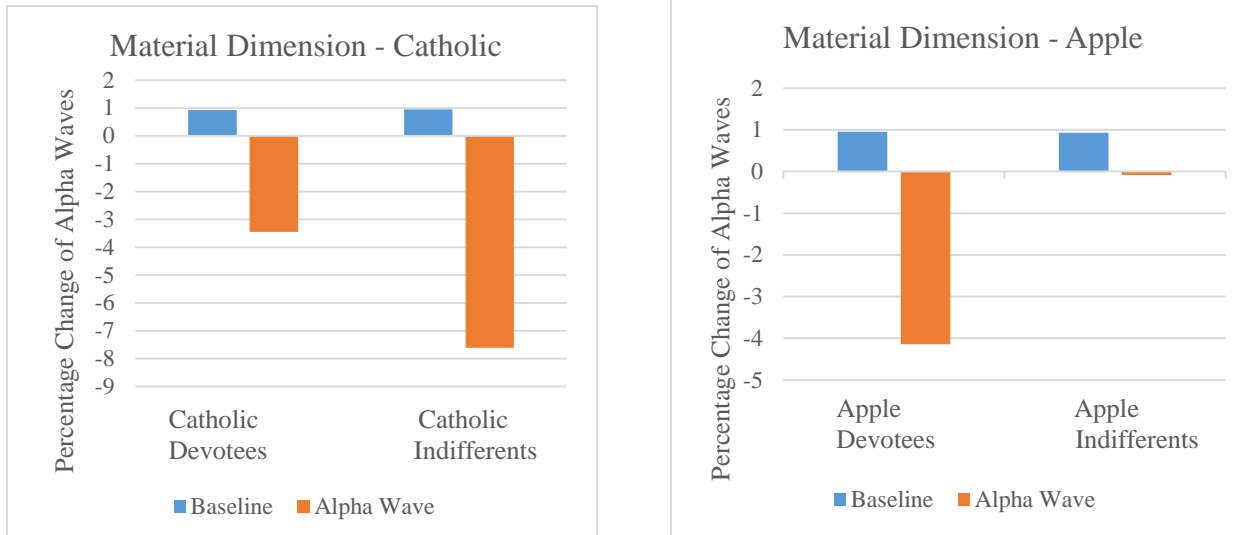 Material Dimension - Catholic
Percentage Change of Alpha Waves
2
1
0
-1
-2
-3
-4
-5
-6
-7
-8
-9
Catholic
Devotees
Catholic
Indifferents
Baseline
Alpha Wave
Material Dimension - Apple
Percentage Change of Alpha Waves
2
1
0
-1
-2
-3
-4
-5
Apple
Devotees
Apple
Indifferents
Baseline
Alpha Wave